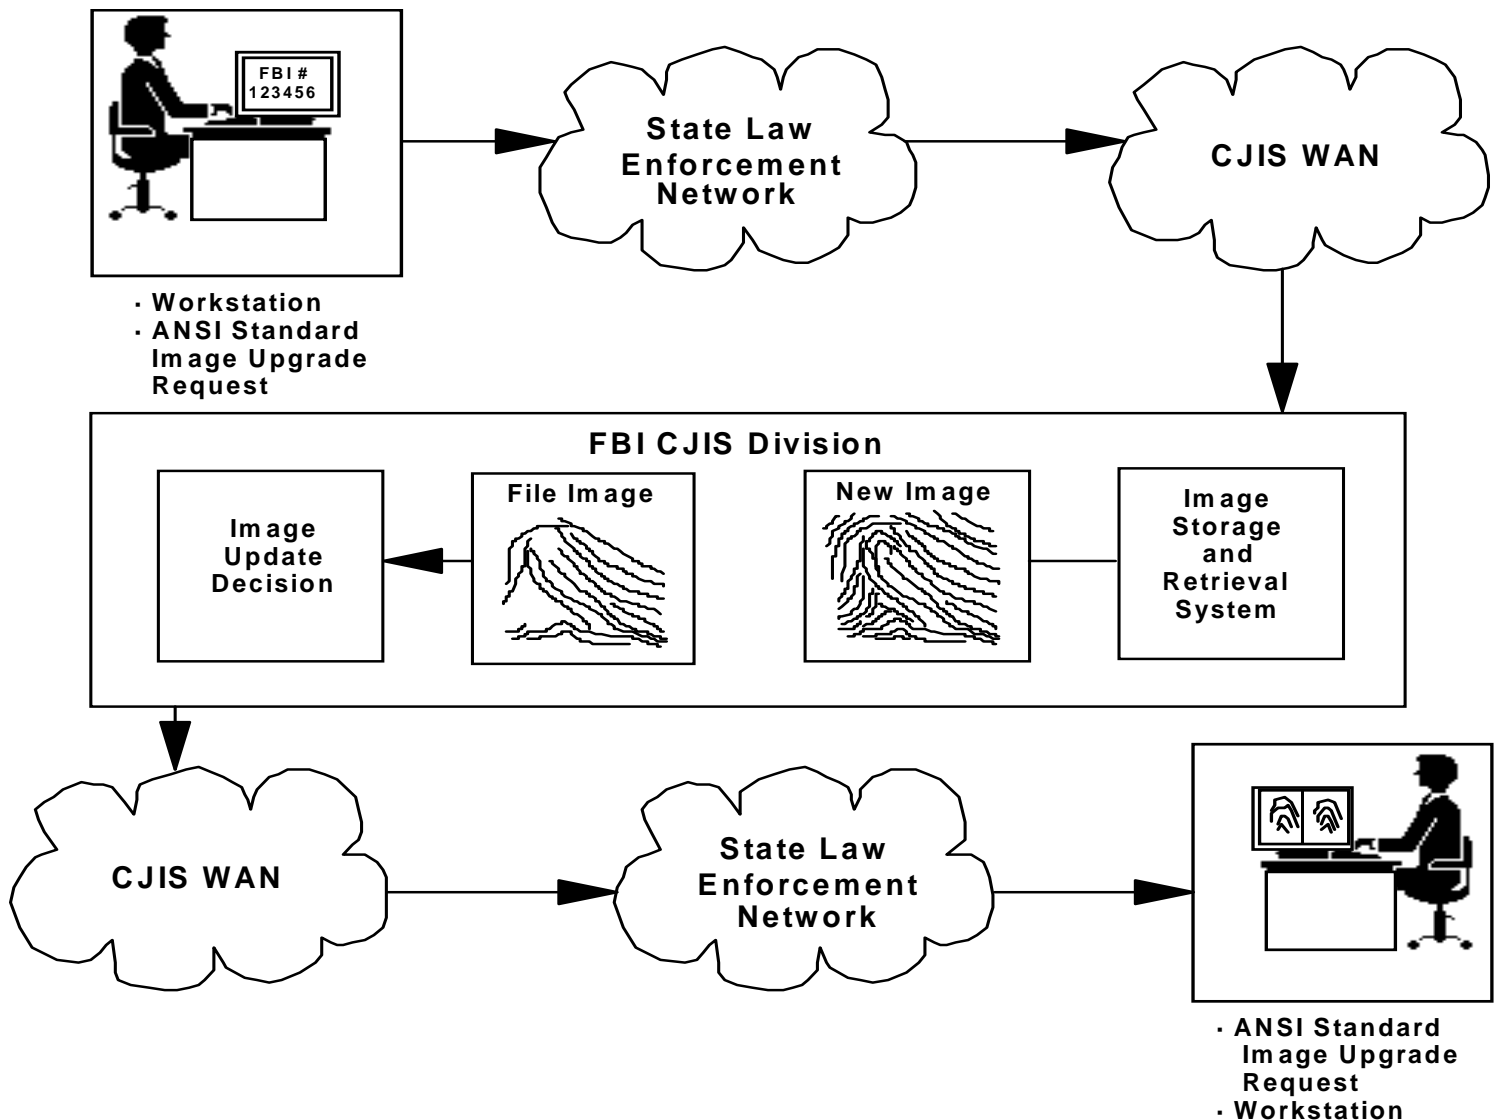 FBI #
123456
State Law
Enforcement
Network
CJIS WAN
· Workstation
· ANSI Standard
Image Upgrade
Request
FBI CJIS Division
Image
Update
Decision
File Image
New Image
Image
Storage
and
Retrieval
System
CJIS WAN
State Law
Enforcement
Network
· ANSI Standard
Image Upgrade
Request
· Workstation